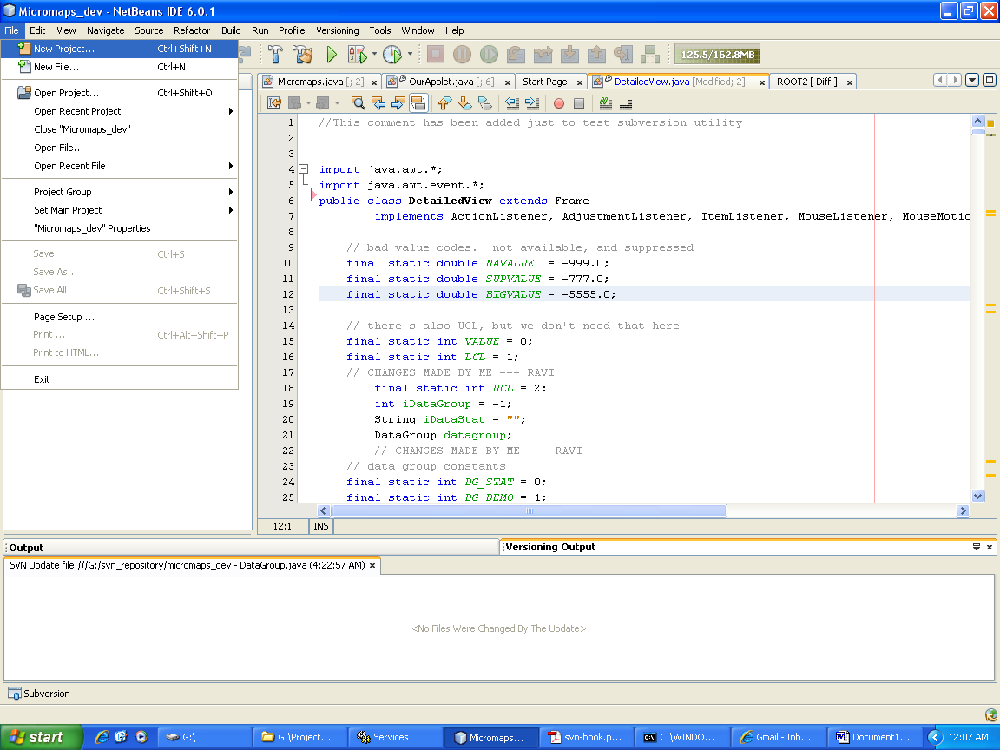 Micromaps_dev - NetBeans IDE 6.0.1
File Edit View Navigate Source Refactor Build Run Profile Versioning Tools Window Help
125.5/162.8MB
New Project... Ctrl+Shift+N
New File... Ctrl+N
Open Project... Ctrl+Shift+O
Open Recent Project
Close "Micromaps_dev"
Open File...
Open Recent File
Project Group
Set Main Project
"Micromaps_dev" Properties
Save Ctrl+S
Save As...
Save All Ctrl+Shift+S
Page Setup ...
Print ... Ctrl+Alt+Shift+P
Print to HTML...
Exit
Micromaps.java [; 2] OurApplet.java [; 6] Start Page DetailedView.java [Modified; 2] ROOT2 [ Diff ]
1 //This comment has been added just to test subversion utility
2
3
4 import java.awt.*;
5 import java.awt.event.*;
6 public class DetailedView extends Frame
7 implements ActionListener, AdjustmentListener, ItemListener, MouseListener, MouseMotio
8
9 // bad value codes.  not available, and suppressed
10 final static double NAVALUE  = -999.0;
11 final static double SUPVALUE = -777.0;
12 final static double BIGVALUE = -5555.0;
13
14 // there's also UCL, but we don't need that here
15 final static int VALUE = 0;
16 final static int LCL = 1;
17 // CHANGES MADE BY ME --- RAVI
18 final static int UCL = 2;
19 int iDataGroup = -1;
20 String iDataStat = "";
21 DataGroup datagroup;
22 // CHANGES MADE BY ME --- RAVI
23 // data group constants
24 final static int DG_STAT = 0;
25 final static int DG_DEMO = 1;
12:1 INS
Output
Versioning Output
SVN Update file:///G:/svn_repository/micromaps_dev - DataGroup.java (4:22:57 AM)
<No Files Were Changed By The Update>
Subversion
start G:\ G:\Project... Services Micromaps... svn-book.p... C:\WINDO... Gmail - Inb... Document1... 12:07 AM